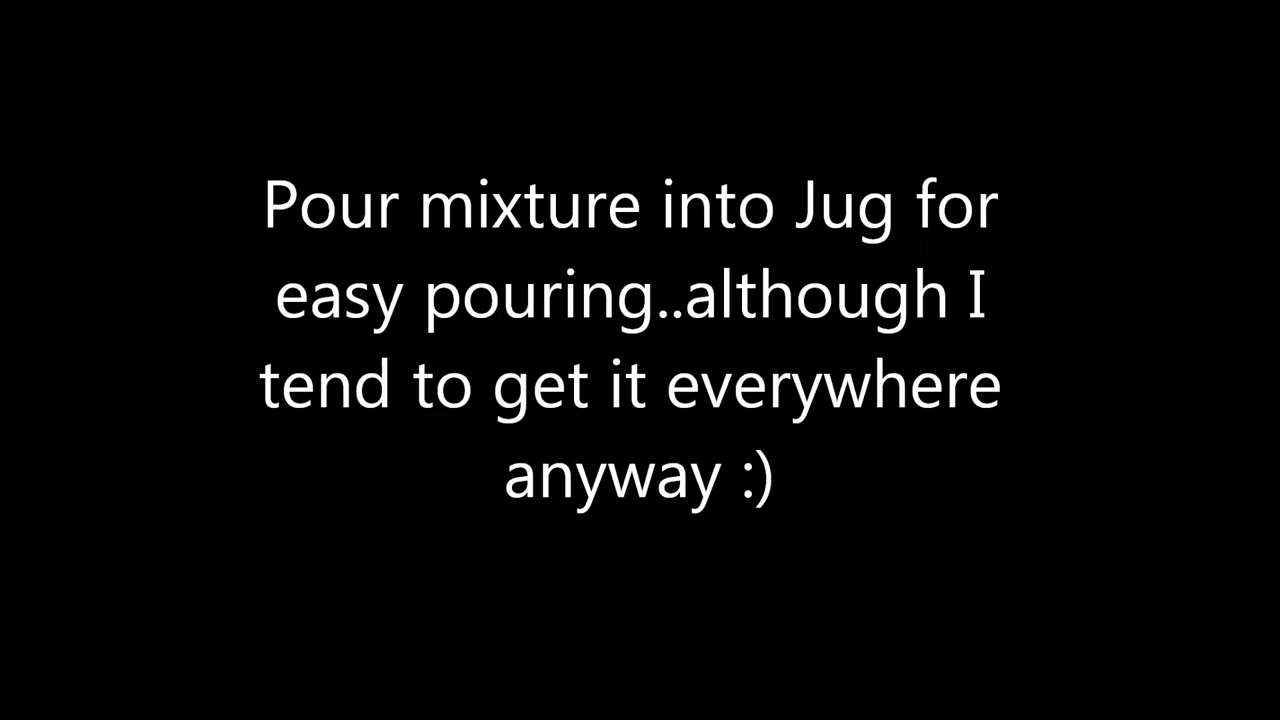 Pour mixture into Jug for
easy pouring..although I
tend to get it everywhere
anyway :)